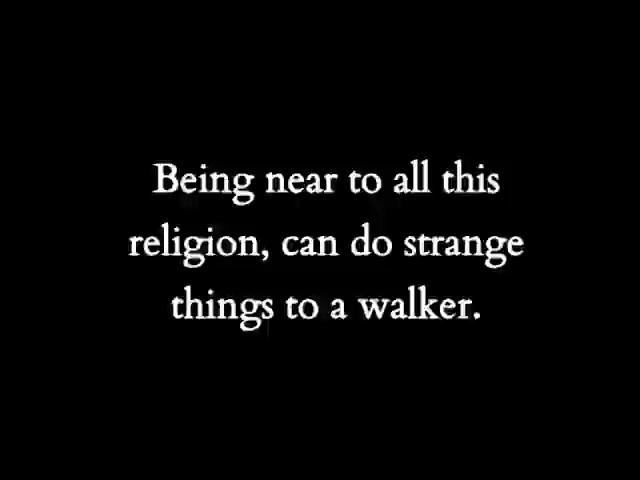 Being near to all this
religion, can do strange
things to a walker.